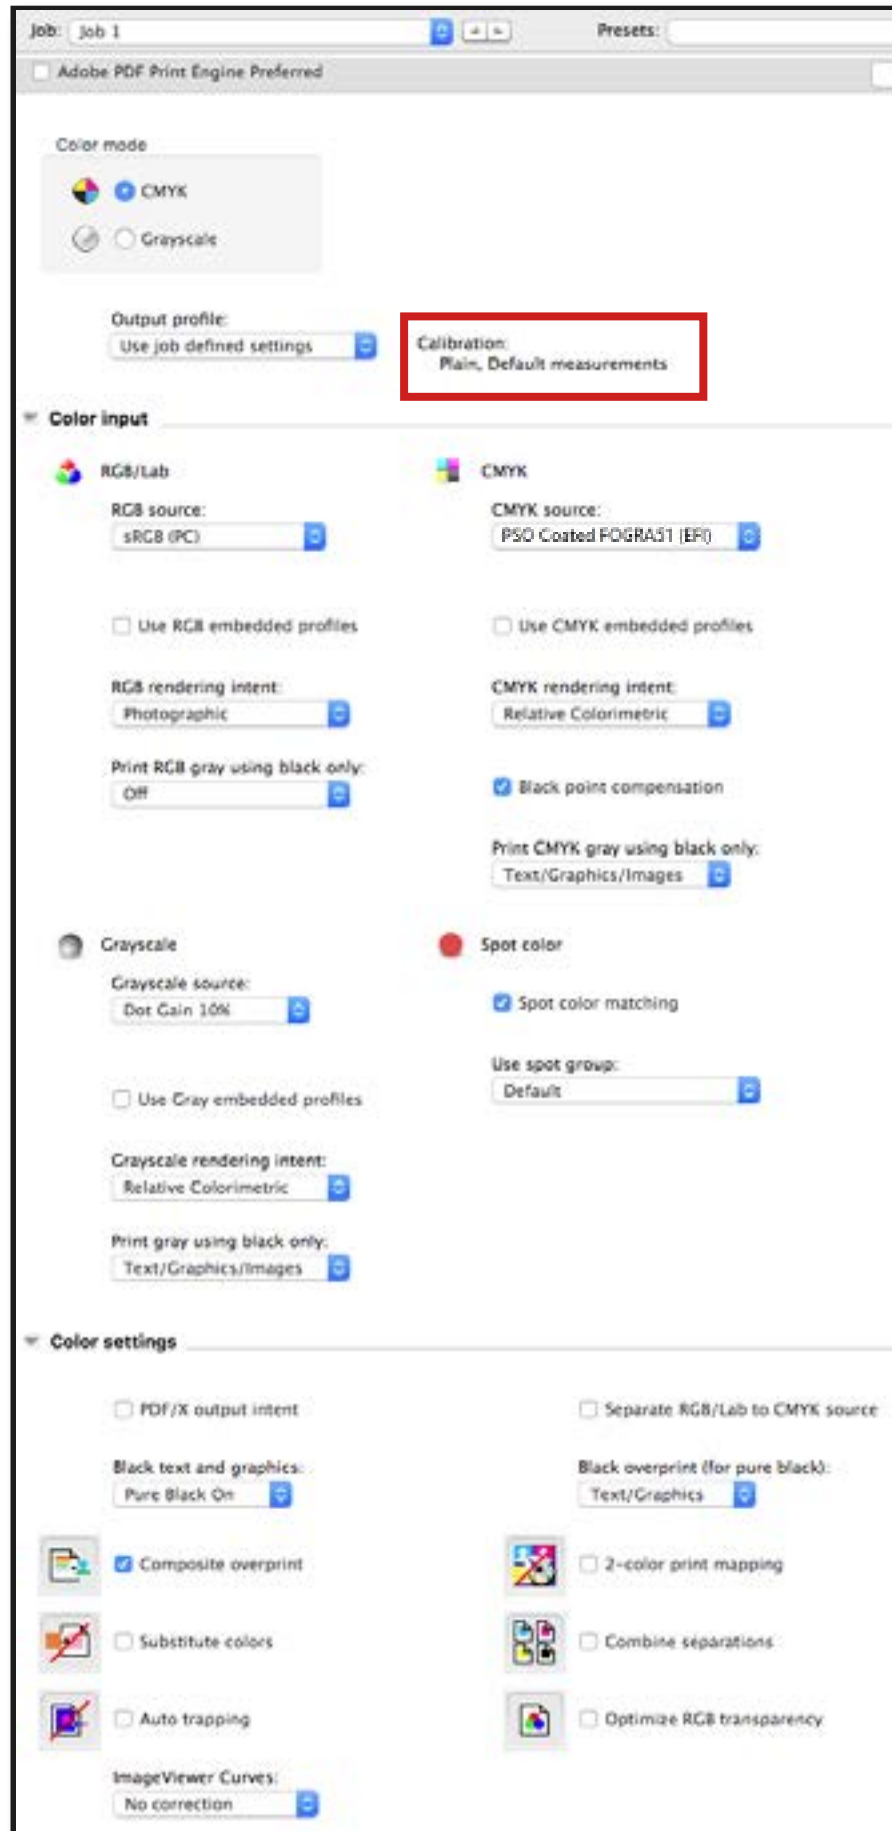 Job: Job 1 Presets:
Adobe PDF Print Engine Preferred
Color mode
CMYK
Grayscale
Output profile:
Use job defined settings
Calibration:
Plain, Default measurements
Color input
RGB/Lab
RGB source:
sRGB (PC)
Use RGB embedded profiles
RGB rendering intent:
Photographic
Print RGB gray using black only:
Off
CMYK
CMYK source:
PSO Coated FOGRA51 (EFI)
Use CMYK embedded profiles
CMYK rendering intent:
Relative Colorimetric
Black point compensation
Print CMYK gray using black only:
Text/Graphics/Images
Grayscale
Grayscale source:
Dot Gain 10%
Use Gray embedded profiles
Grayscale rendering intent:
Relative Colorimetric
Print gray using black only:
Text/Graphics/Images
Spot color
Spot color matching
Use spot group:
Default
Color settings
PDF/X output intent
Separate RGB/Lab to CMYK source
Black text and graphics:
Pure Black On
Black overprint (for pure black):
Text/Graphics
Composite overprint
2-color print mapping
Substitute colors
Combine separations
Auto trapping
Optimize RGB transparency
ImageViewer Curves:
No correction